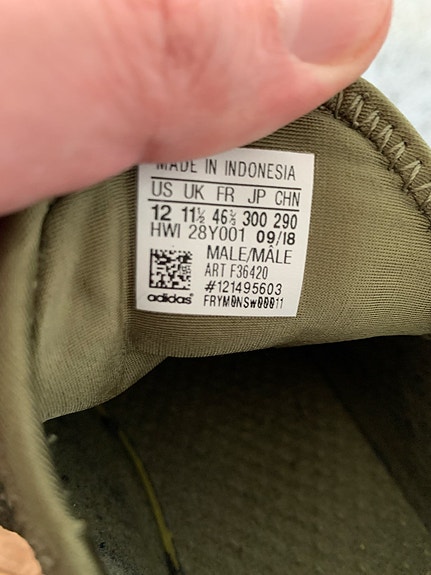 MADE IN INDONESIA
US UK FR JP CHN
12 11½ 46⅔ 300 290
HWI 28Y001 09/18
MALE/MÂLE
ART F36420
#121495603
adidas®